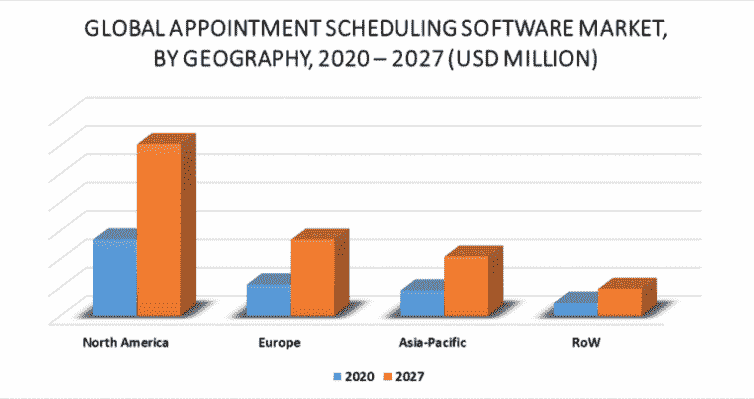 GLOBAL APPOINTMENT SCHEDULING SOFTWARE MARKET,
BY GEOGRAPHY, 2020 – 2027 (USD MILLION)
North America Europe Asia-Pacific RoW
2020 2027